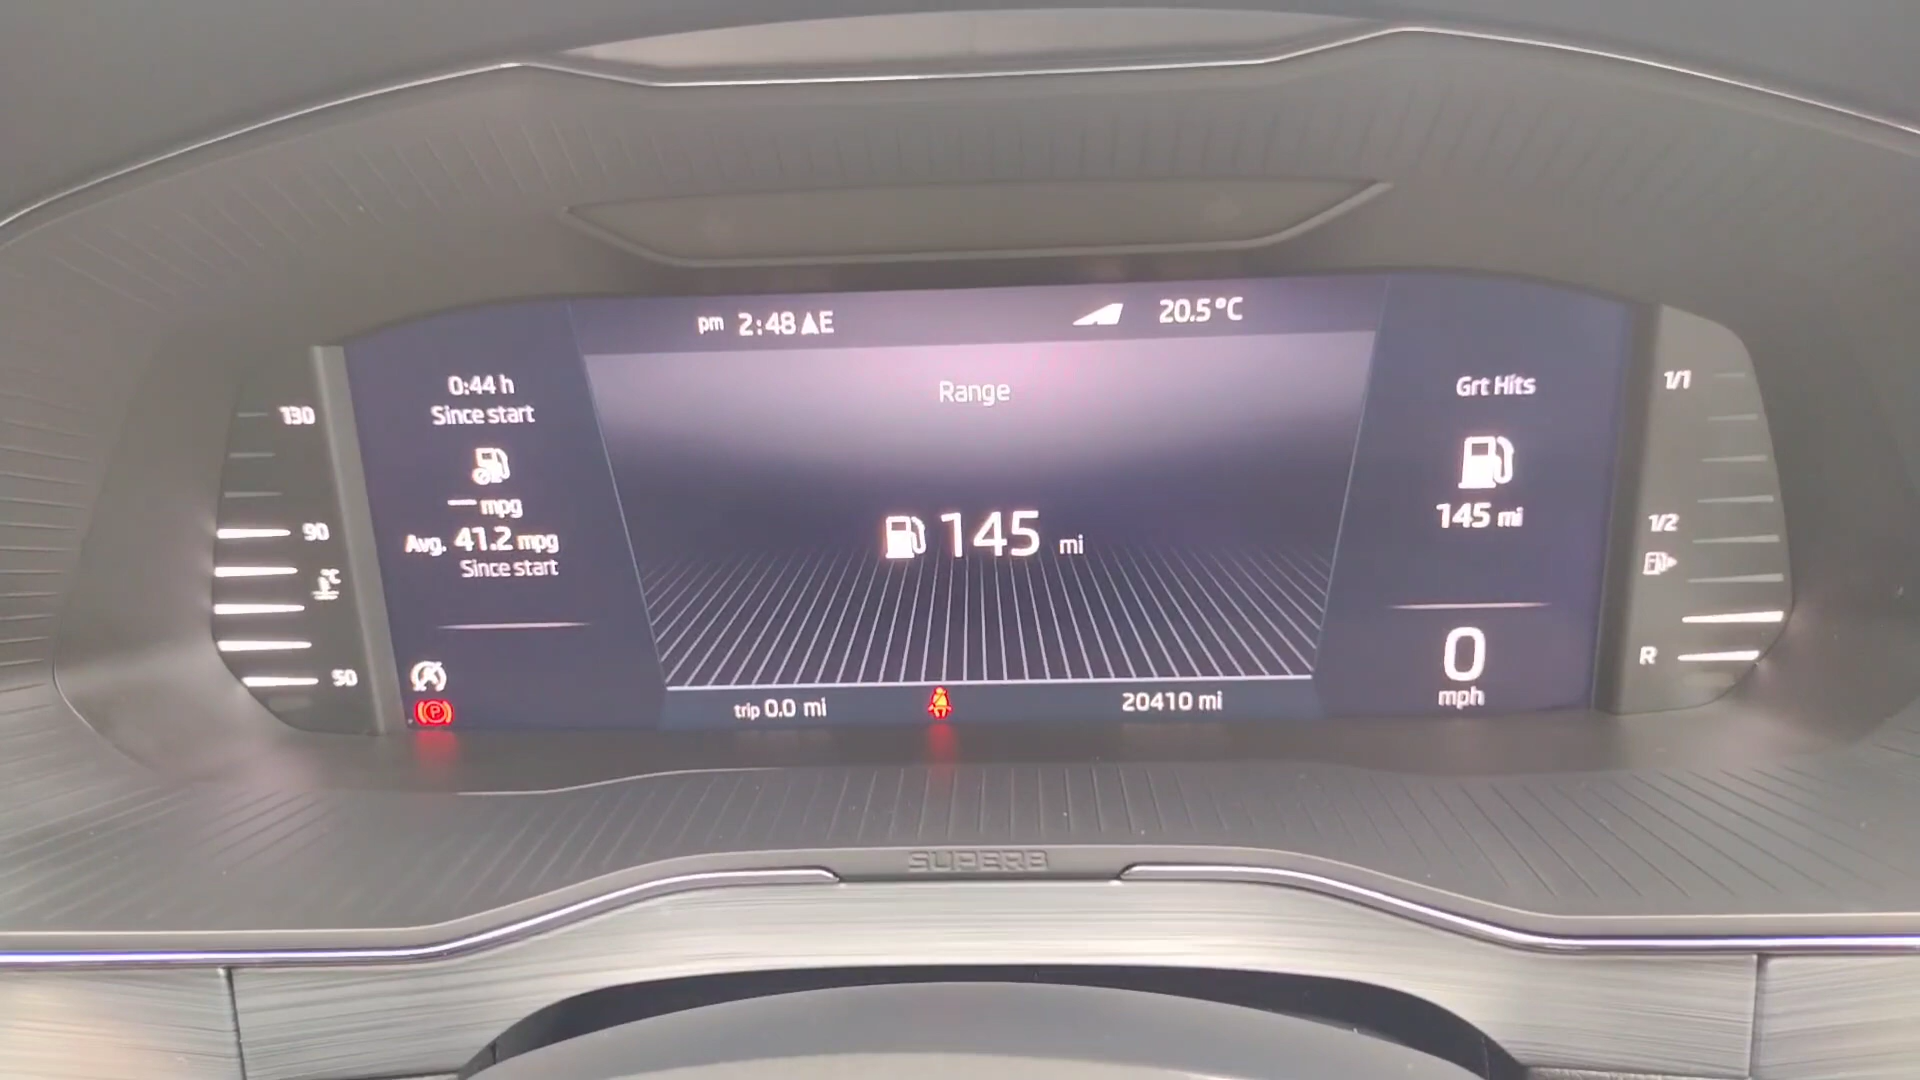 pm 2:48 E
20.5°C
0:44 h
Since start
--- mpg
Avg. 41.2 mpg
Since start
Range
145 mi
Grt Hits
145 mi
0
mph
trip 0.0 mi
20410 mi
130
90
°C
50
1/1
1/2
R
P
SUPERB